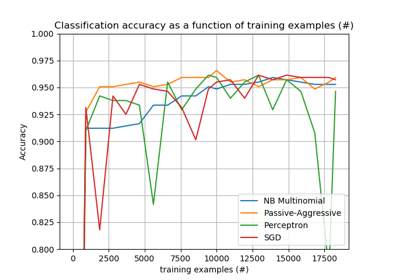 Classification accuracy as a function of training examples (#)
1.000
0.975
0.950
0.925
0.900
0.875
0.850
0.825
0.800
Accuracy
NB Multinomial
Passive-Aggressive
Perceptron
SGD
0 2500 5000 7500 10000 12500 15000 17500
training examples (#)